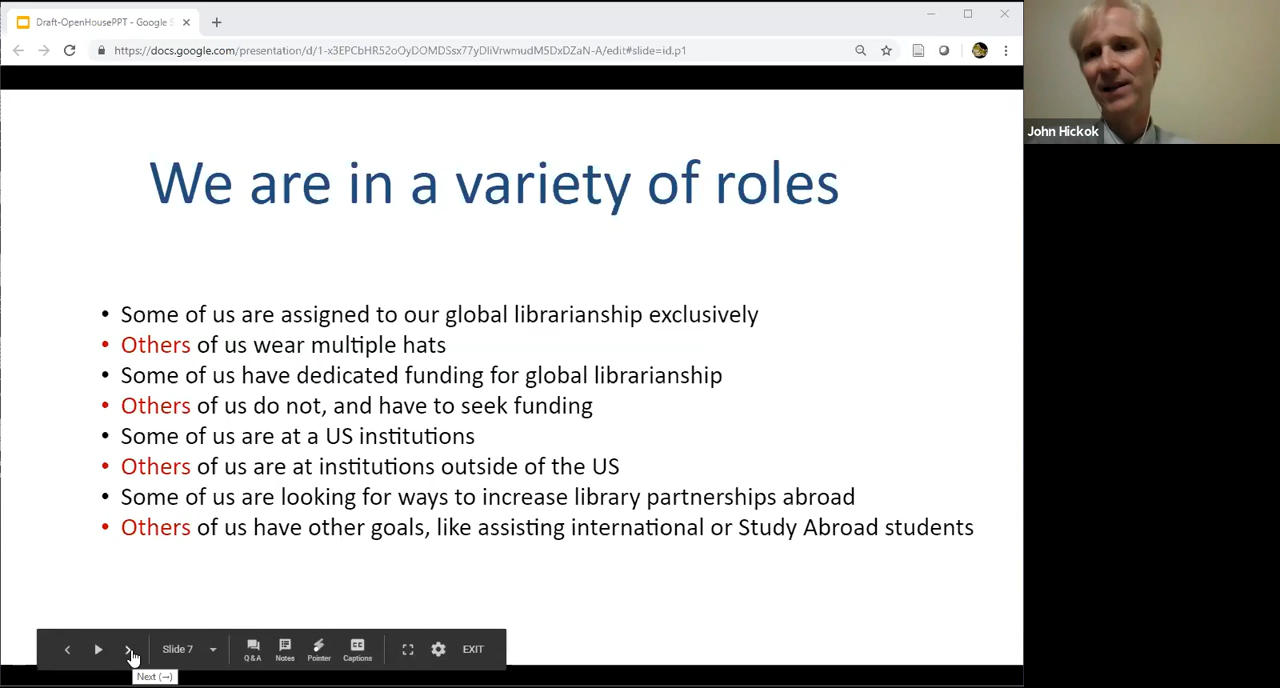 Draft-OpenHousePPT - Google S
https://docs.google.com/presentation/d/1-x3EPCbHR52oOyDOMDSsx77yDliVrwmudM5DxDZaN-A/edit#slide=id.p1
John Hickok
We are in a variety of roles
• Some of us are assigned to our global librarianship exclusively
• Others of us wear multiple hats
• Some of us have dedicated funding for global librarianship
• Others of us do not, and have to seek funding
• Some of us are at a US institutions
• Others of us are at institutions outside of the US
• Some of us are looking for ways to increase library partnerships abroad
• Others of us have other goals, like assisting international or Study Abroad students
Slide 7
Q&A
Notes
Pointer
Captions
EXIT
Next (→)